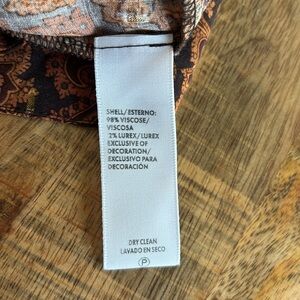 SHELL/ESTERNO:
98% VISCOSE/
VISCOSA
2% LUREX/LUREX
EXCLUSIVE OF
DECORATION/
EXCLUSIVO PARA
DECORACIÓN
DRY CLEAN
LAVADO EN SECO
P